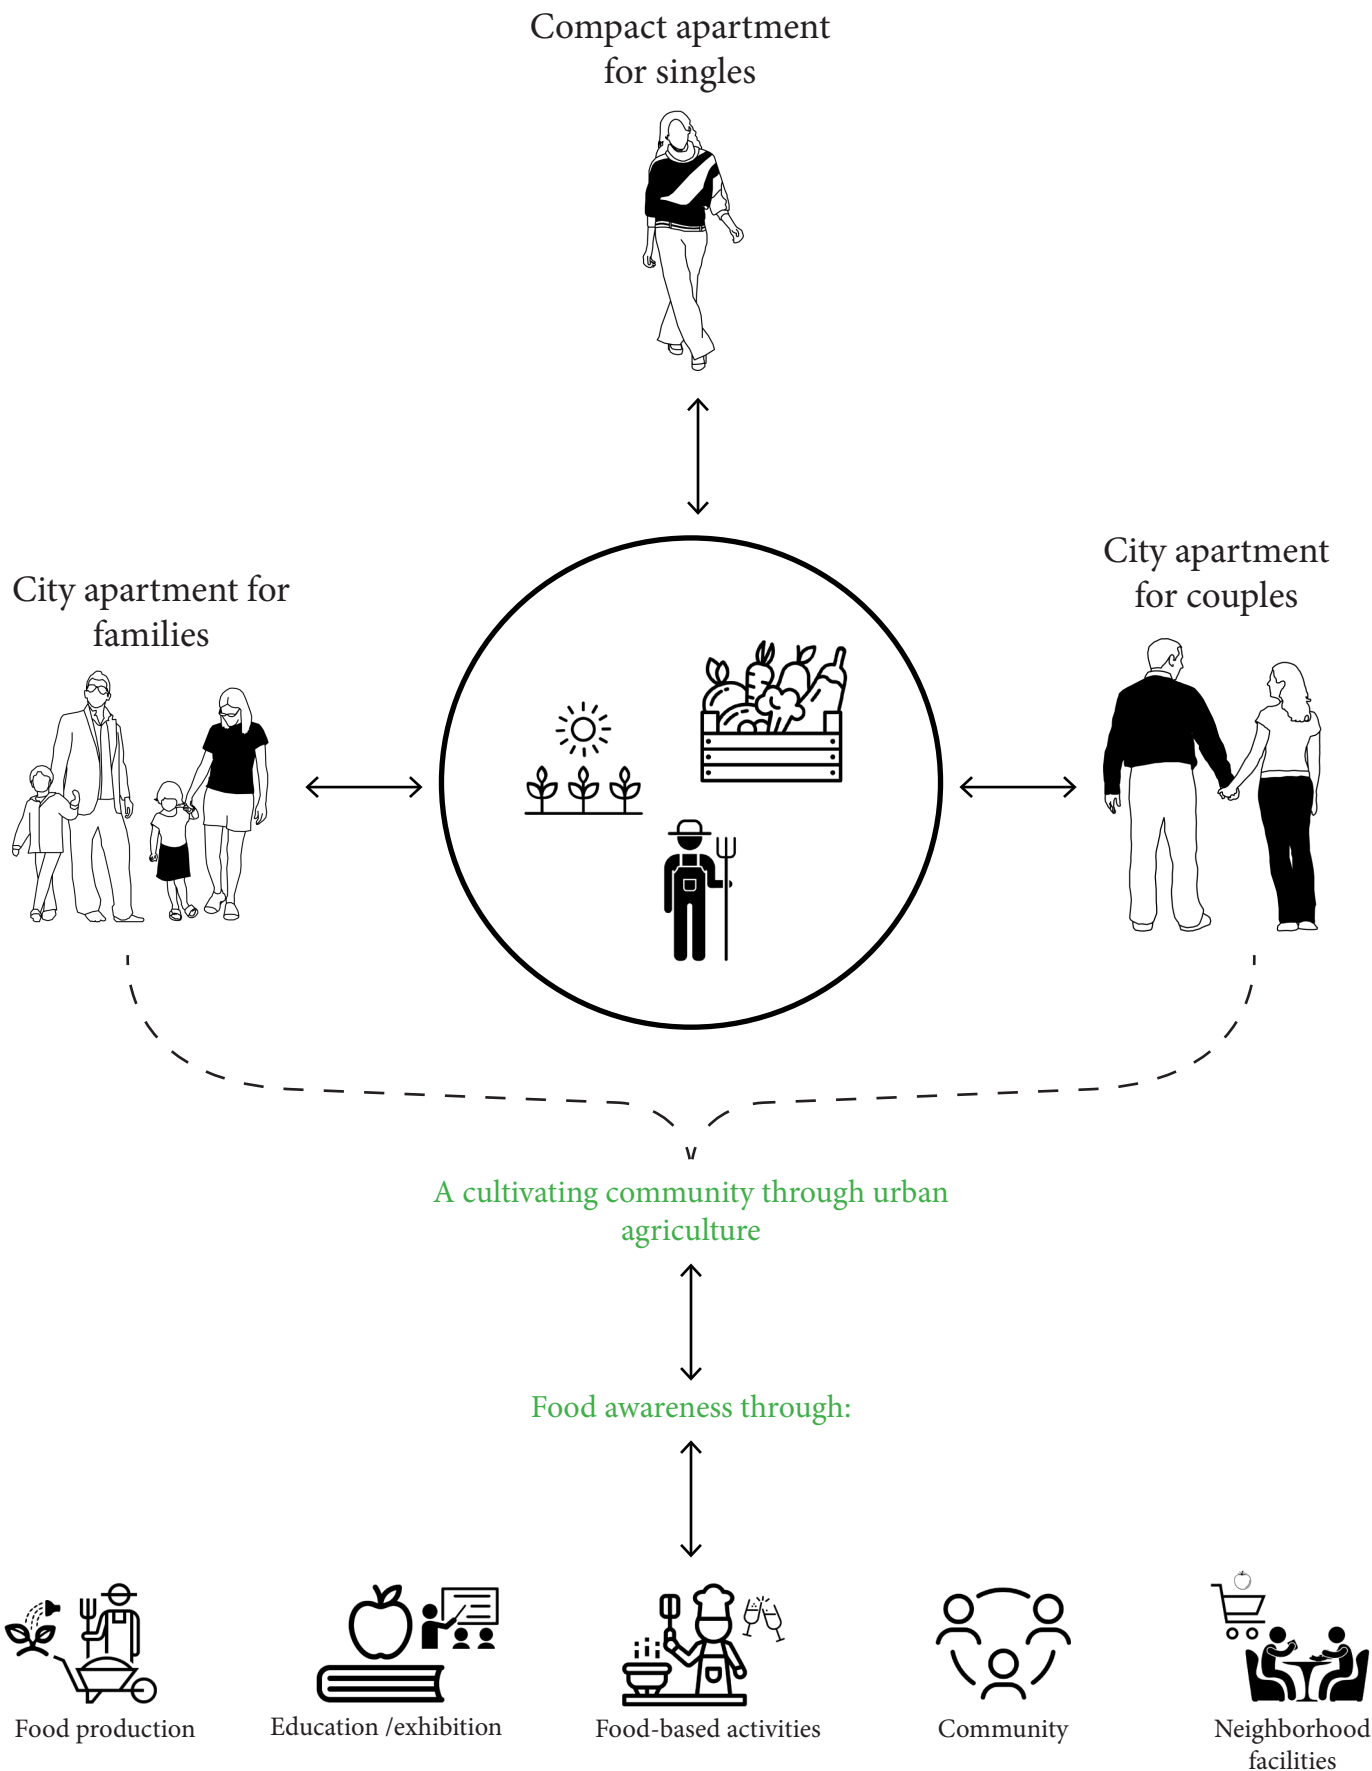 Compact apartment
for singles
City apartment for
families
City apartment
for couples
A cultivating community through urban
agriculture
Food awareness through:
Food production
Education /exhibition
Food-based activities
Community
Neighborhood
facilities